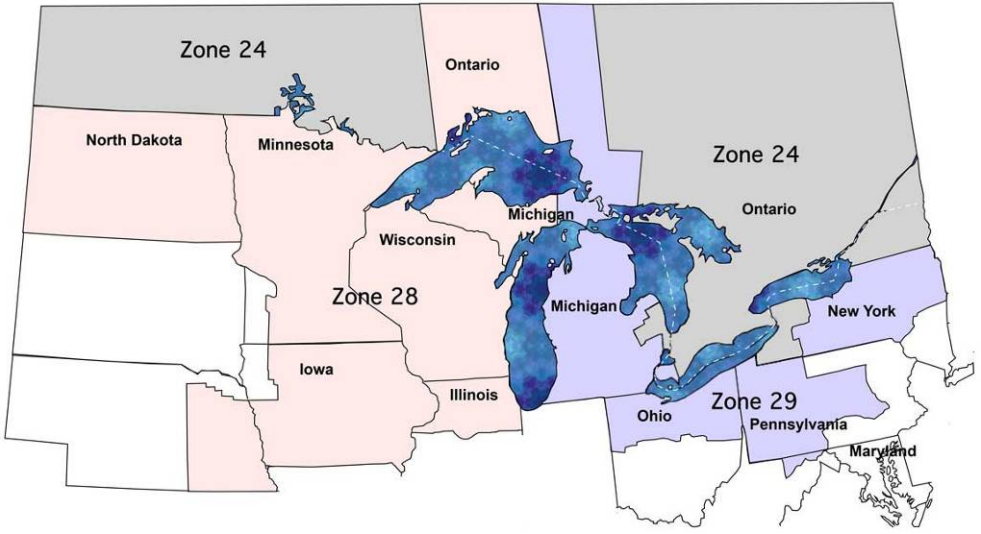 Zone 24
Ontario
North Dakota
Minnesota
Zone 24
Ontario
Michigan
Wisconsin
Zone 28
Michigan
New York
Iowa
Illinois
Zone 29
Ohio
Pennsylvania
Maryland